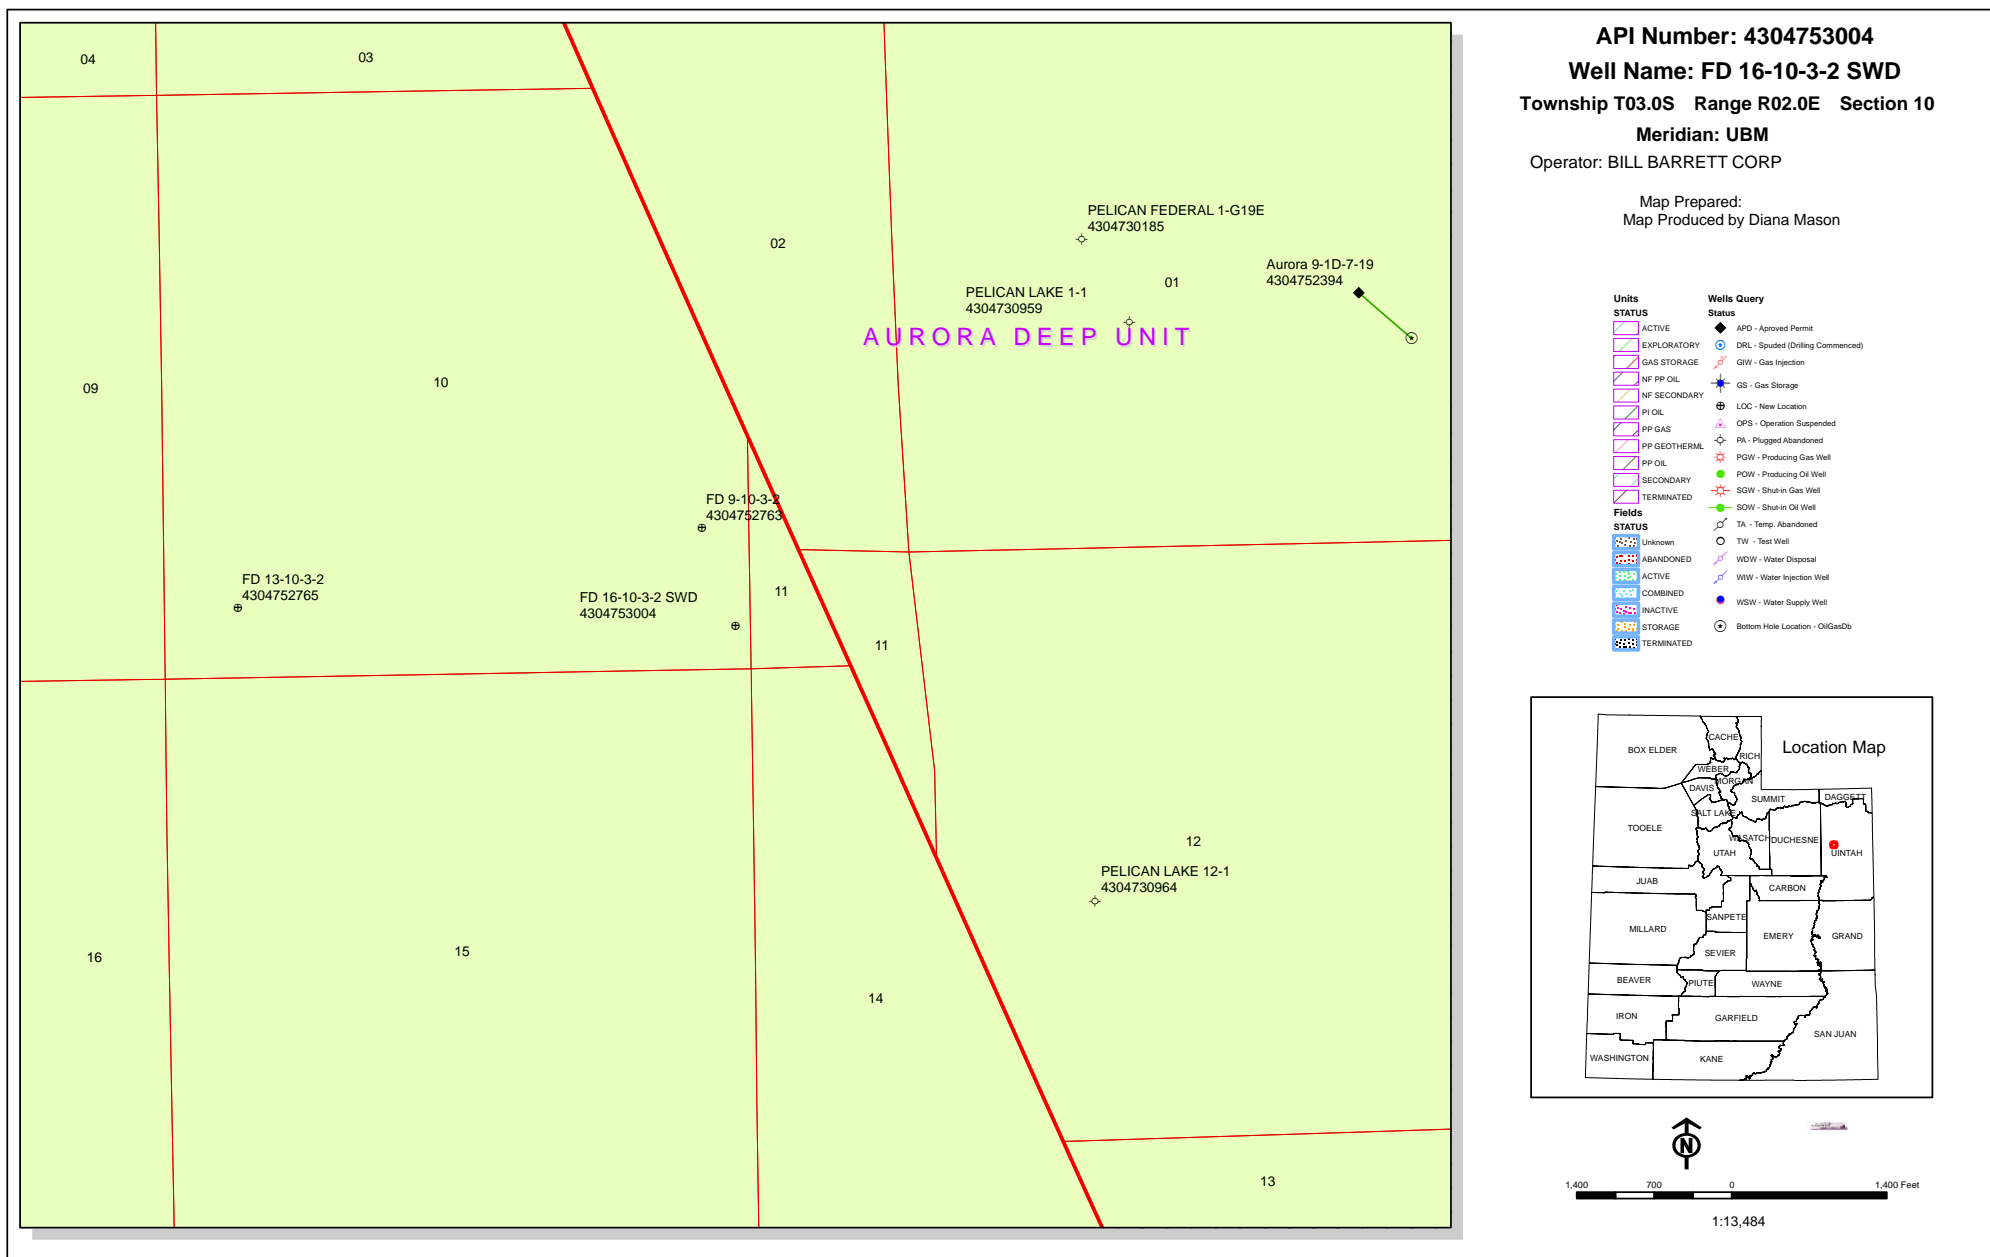 API Number: 4304753004
Well Name: FD 16-10-3-2 SWD
Township T03.0S Range R02.0E Section 10
Meridian: UBM
Operator: BILL BARRETT CORP
Map Prepared:
Map Produced by Diana Mason
04
03
02
PELICAN FEDERAL 1-G19E
4304730185
01
Aurora 9-1D-7-19
4304752394
PELICAN LAKE 1-1
4304730959
AURORA DEEP UNIT
09
10
FD 9-10-3-2
4304752763
FD 13-10-3-2
4304752765
FD 16-10-3-2 SWD
4304753004
11
11
12
PELICAN LAKE 12-1
4304730964
16
15
14
13
Units
STATUS
ACTIVE
EXPLORATORY
GAS STORAGE
NF PP OIL
NF SECONDARY
PI OIL
PP GAS
PP GEOTHERML
PP OIL
SECONDARY
TERMINATED
Fields
STATUS
Unknown
ABANDONED
ACTIVE
COMBINED
INACTIVE
STORAGE
TERMINATED
Wells Query
Status
APD - Aproved Permit
DRL - Spuded (Drilling Commenced)
GIW - Gas Injection
GS - Gas Storage
LOC - New Location
OPS - Operation Suspended
PA - Plugged Abandoned
PGW - Producing Gas Well
POW - Producing Oil Well
SGW - Shut-in Gas Well
SOW - Shut-in Oil Well
TA - Temp. Abandoned
TW - Test Well
WDW - Water Disposal
WIW - Water Injection Well
WSW - Water Supply Well
Bottom Hole Location - OilGasDb
Location Map
BOX ELDER
CACHE
RICH
WEBER
MORGAN
DAVIS
SUMMIT
DAGGETT
SALT LAKE
TOOELE
WASATCH
DUCHESNE
UTAH
UINTAH
JUAB
CARBON
SANPETE
MILLARD
EMERY
GRAND
SEVIER
BEAVER
PIUTE
WAYNE
IRON
GARFIELD
SAN JUAN
WASHINGTON
KANE
N
1,400 700 0 1,400 Feet
1:13,484